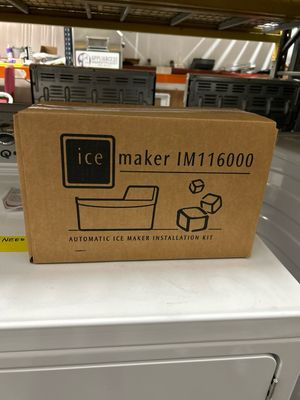 ice maker IM116000
AUTOMATIC ICE MAKER INSTALLATION KIT